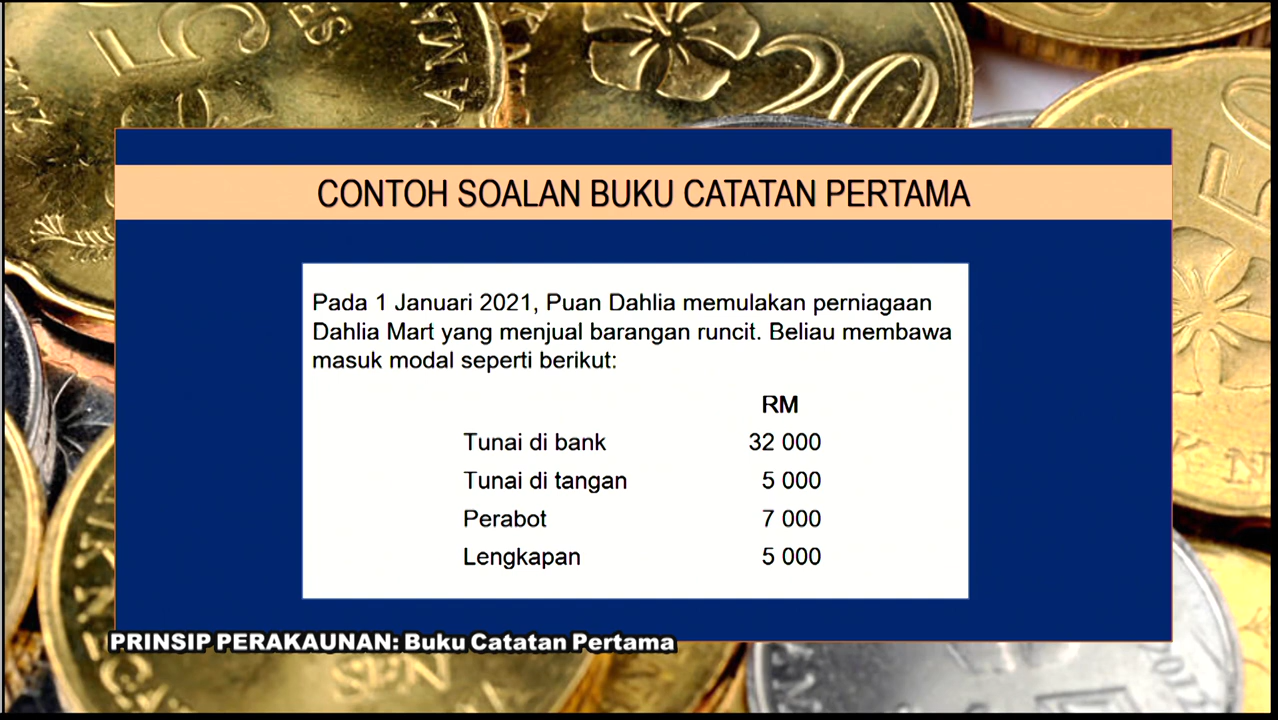 CONTOH SOALAN BUKU CATATAN PERTAMA
Pada 1 Januari 2021, Puan Dahlia memulakan perniagaan
Dahlia Mart yang menjual barangan runcit. Beliau membawa
masuk modal seperti berikut:
RM
Tunai di bank 32 000
Tunai di tangan 5 000
Perabot 7 000
Lengkapan 5 000
PRINSIP PERAKAUNAN: Buku Catatan Pertama